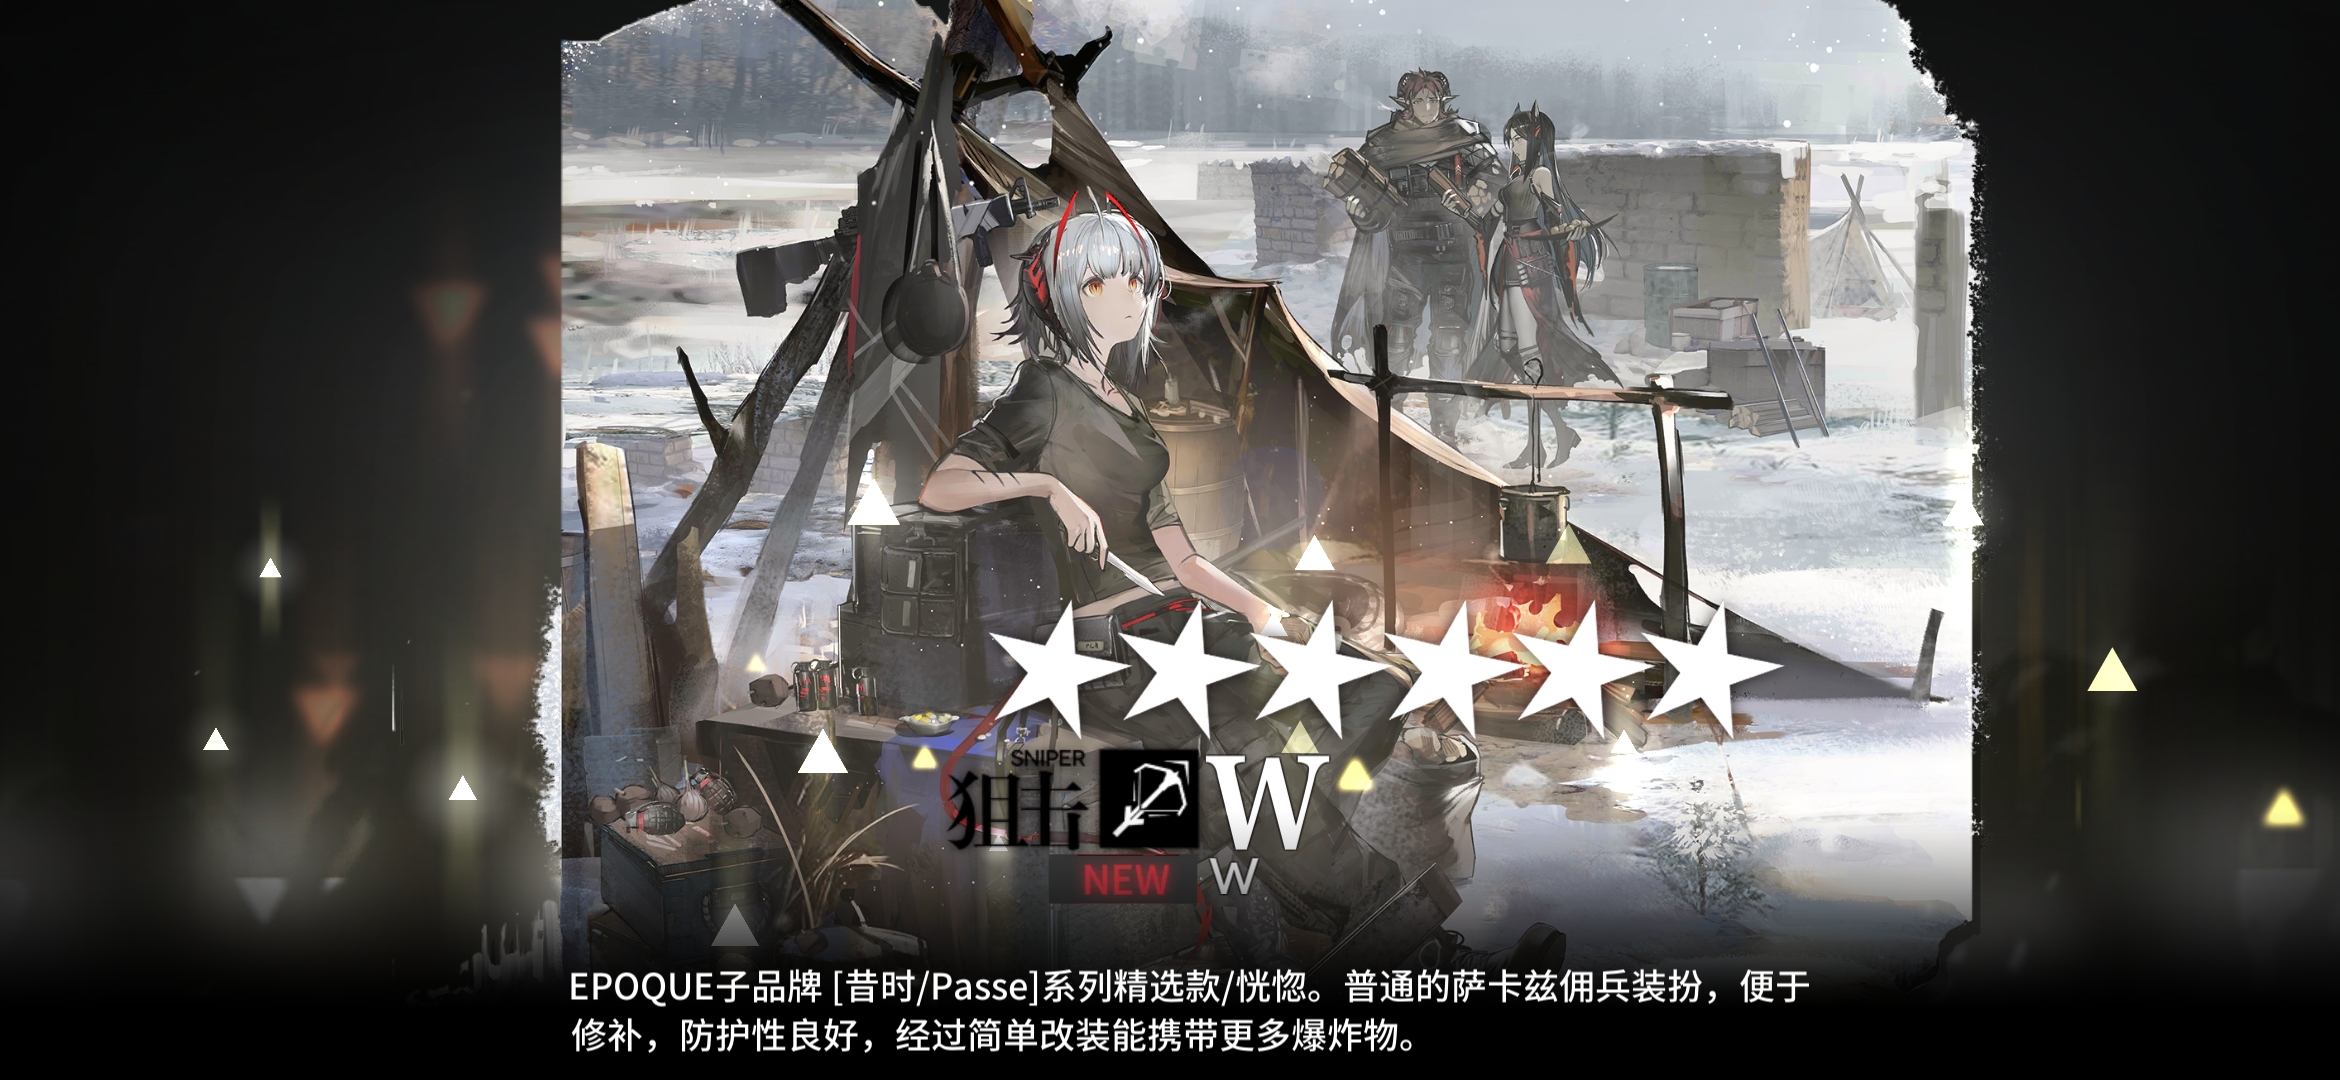 SNIPER
狙击
W
NEW
W
EPOQUE子品牌 [昔时/Passe]系列精选款/恍惚。普通的萨卡兹佣兵装扮，便于
修补，防护性良好，经过简单改装能携带更多爆炸物。